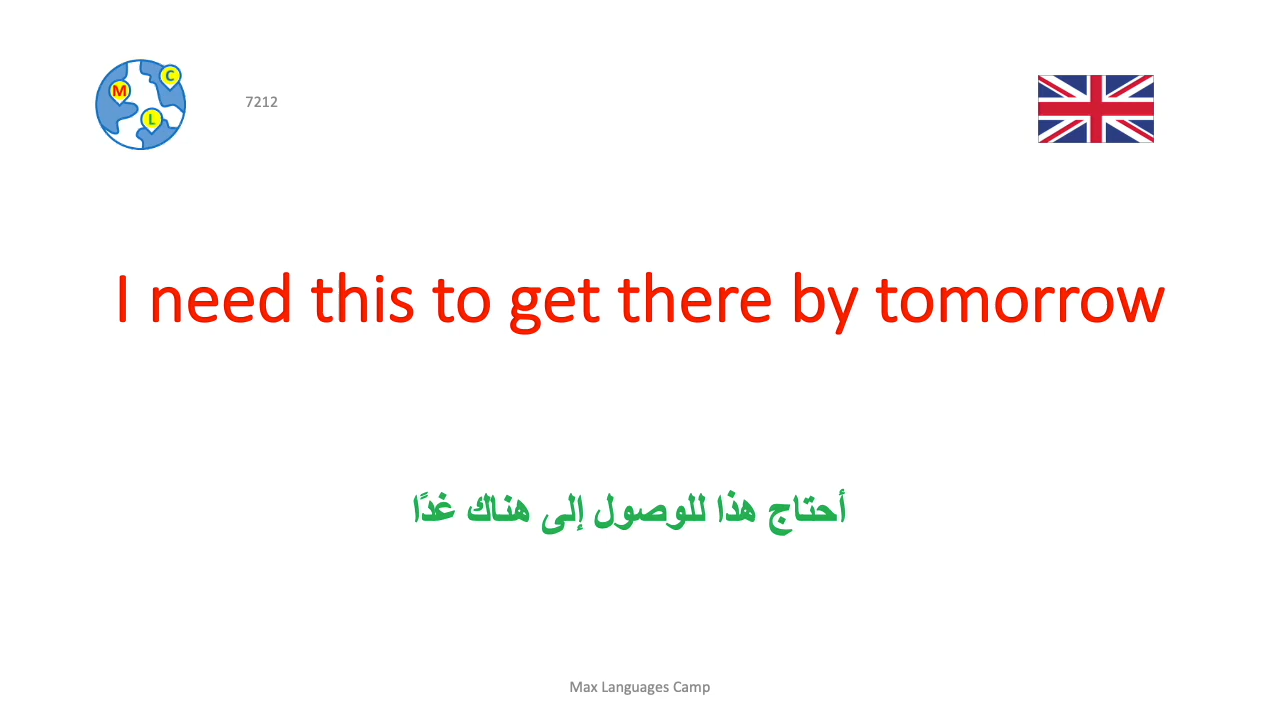 C
M
L
7212
I need this to get there by tomorrow
أحتاج هذا للوصول إلى هناك غدًا
Max Languages Camp